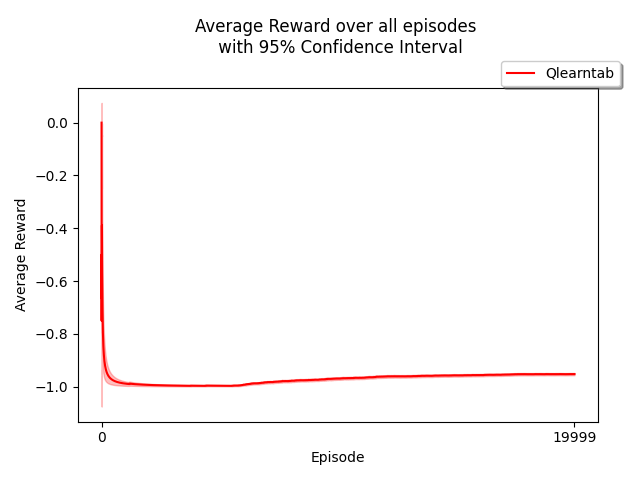 Average Reward over all episodes
with 95% Confidence Interval
Qlearntab
0.0
−0.2
−0.4
−0.6
−0.8
−1.0
Average Reward
0
19999
Episode